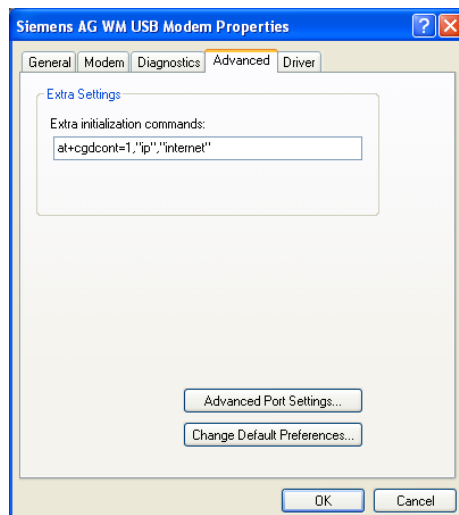 Siemens AG WM USB Modem Properties
General Modem Diagnostics Advanced Driver
Extra Settings
Extra initialization commands:
at+cgdcont=1,"ip","internet"
Advanced Port Settings...
Change Default Preferences...
OK Cancel